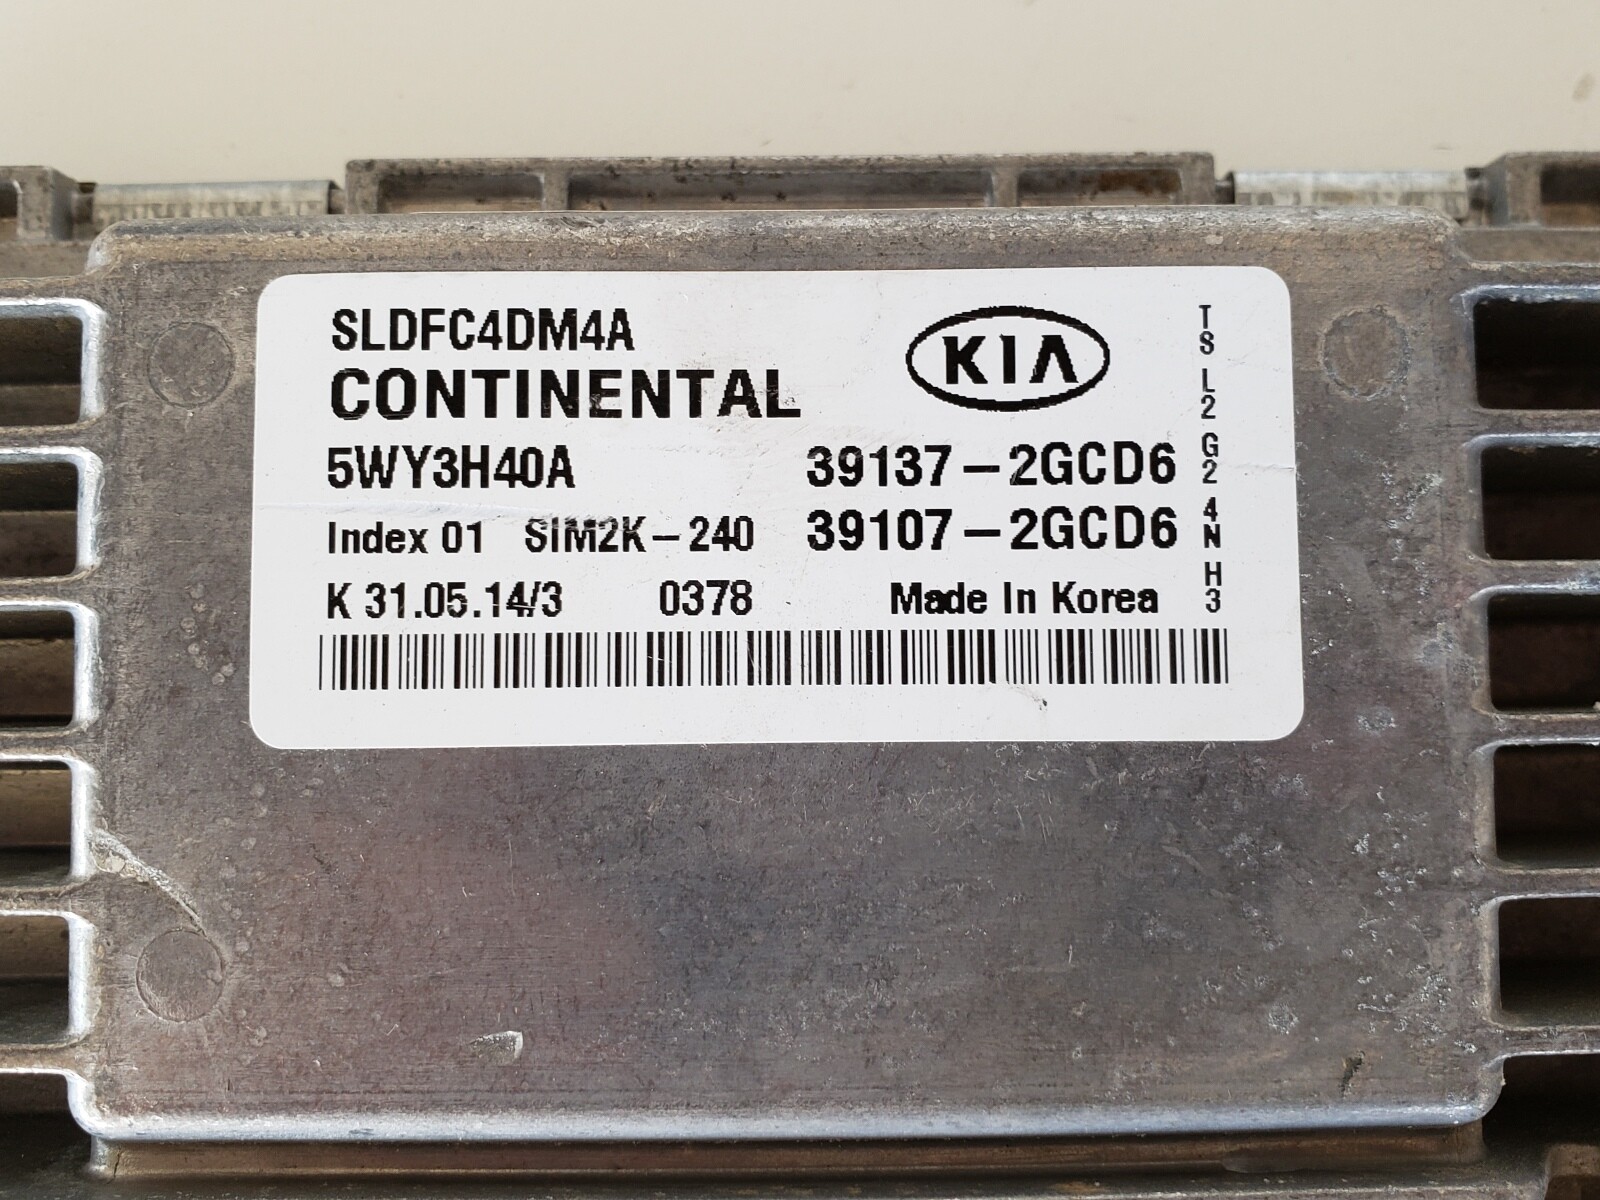 SLDFC4DM4A
KIA
CONTINENTAL
5WY3H40A 39137-2GCD6
Index 01 SIM2K-240 39107-2GCD6
K 31.05.14/3 0378 Made In Korea
TS L2 G2 4N H3